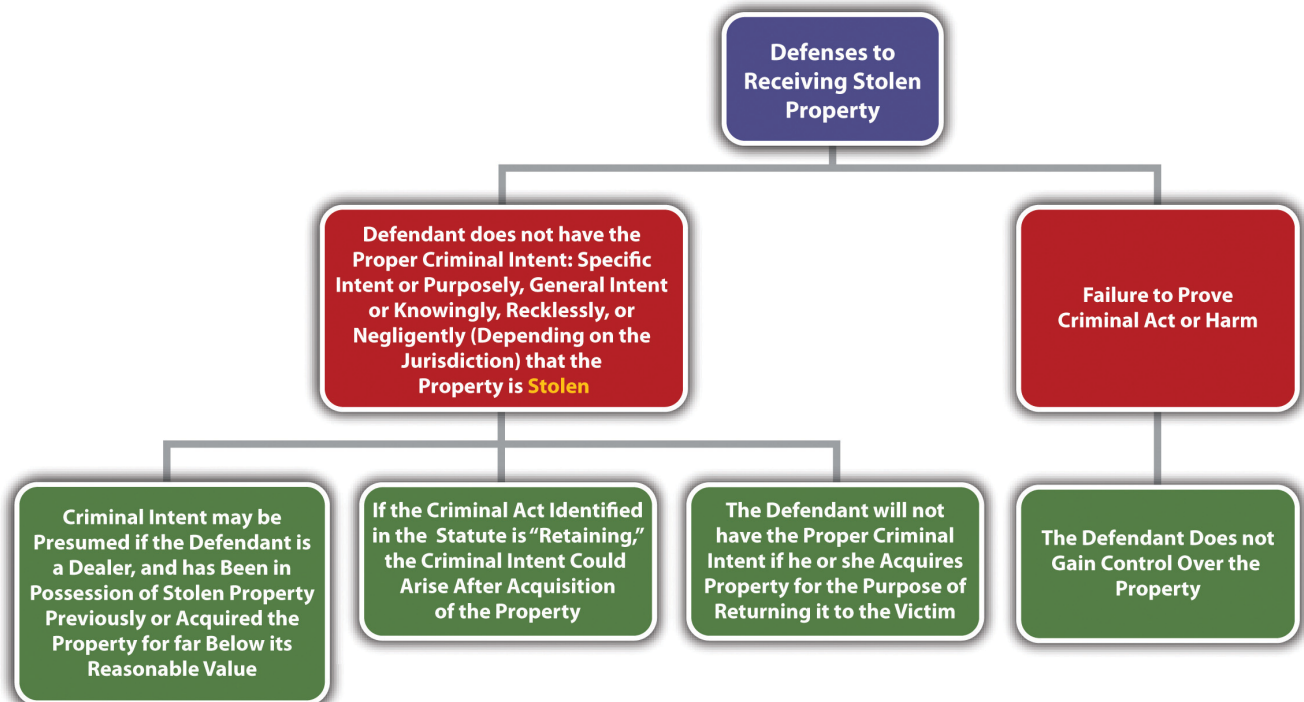 Defenses to
Receiving Stolen
Property
Defendant does not have the
Proper Criminal Intent: Specific
Intent or Purposely, General Intent
or Knowingly, Recklessly, or
Negligently (Depending on the
Jurisdiction) that the
Property is Stolen
Failure to Prove
Criminal Act or Harm
Criminal Intent may be
Presumed if the Defendant is
a Dealer, and has Been in
Possession of Stolen Property
Previously or Acquired the
Property for far Below its
Reasonable Value
If the Criminal Act Identified
in the Statute is “Retaining,”
the Criminal Intent Could
Arise After Acquisition
of the Property
The Defendant will not
have the Proper Criminal
Intent if he or she Acquires
Property for the Purpose of
Returning it to the Victim
The Defendant Does not
Gain Control Over the
Property